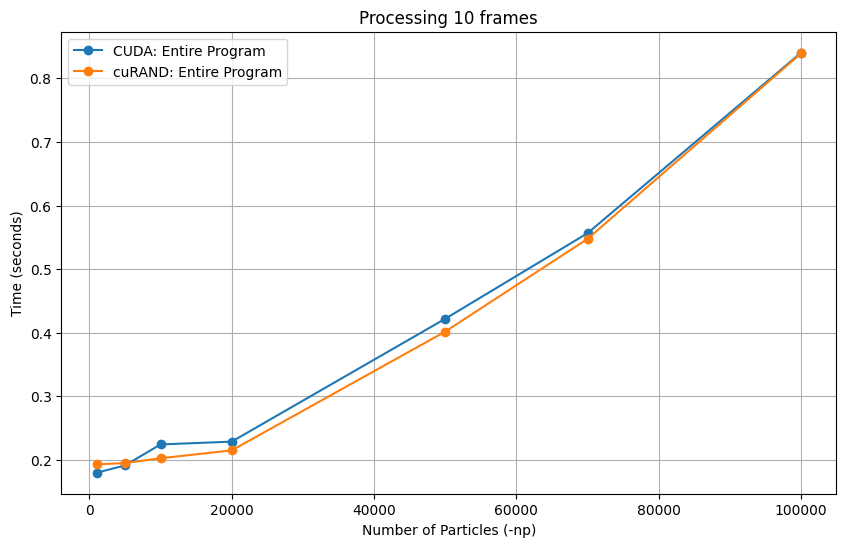 Processing 10 frames
CUDA: Entire Program
cuRAND: Entire Program
Time (seconds)
0.8
0.7
0.6
0.5
0.4
0.3
0.2
0
20000
40000
60000
80000
100000
Number of Particles (-np)